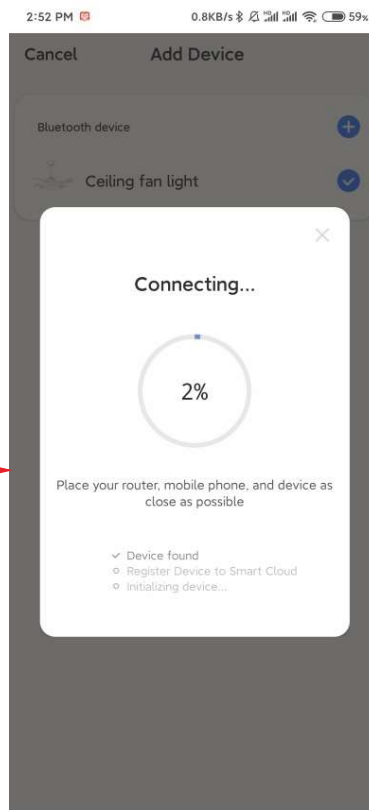 2:52 PM 0.8KB/s 59%
Cancel Add Device
Bluetooth device
Ceiling fan light
Connecting...
2%
Place your router, mobile phone, and device as
close as possible
Device found
Register Device to Smart Cloud
Initializing device...